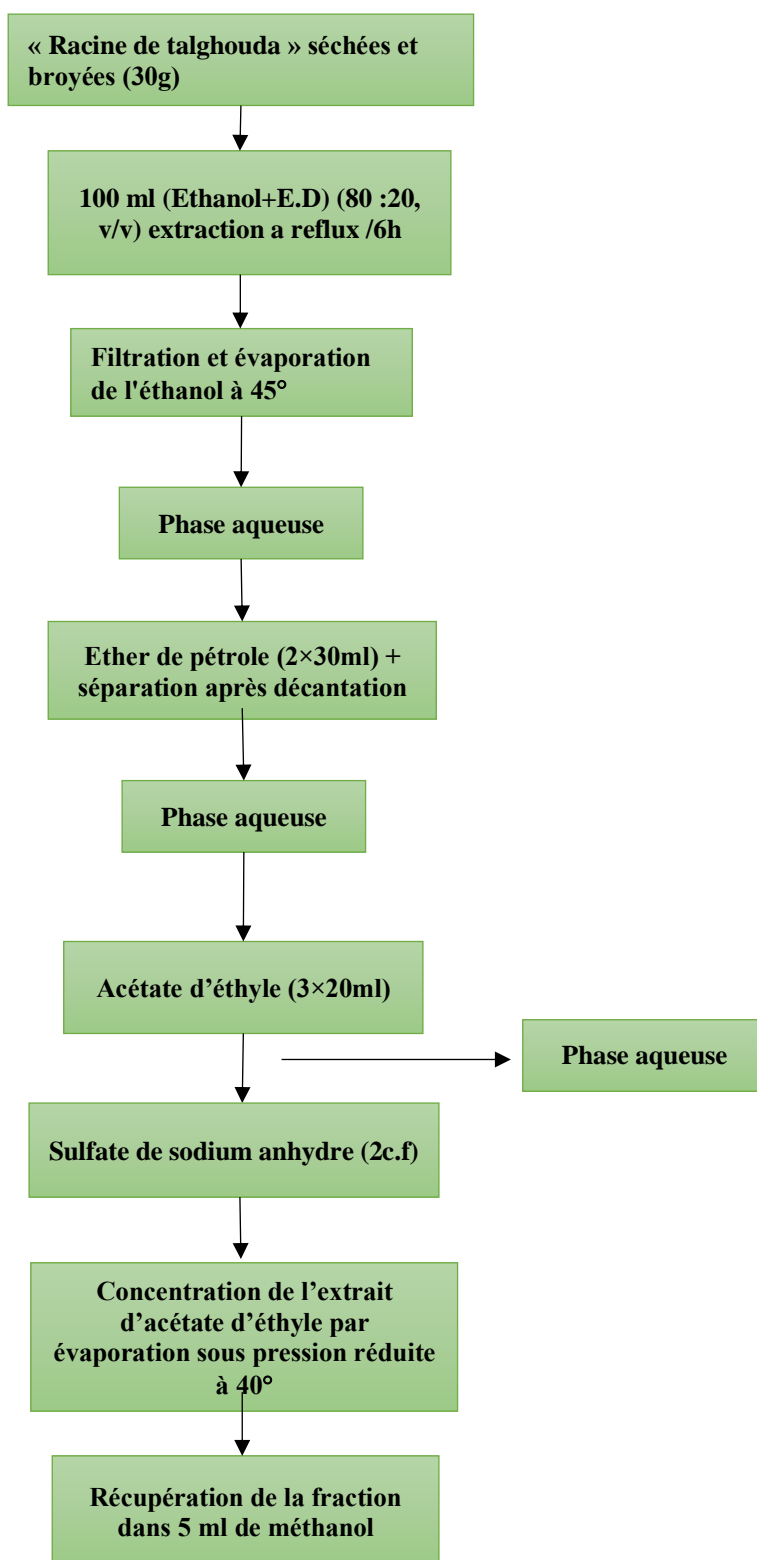 « Racine de talghouda » séchées et
broyées (30g)
100 ml (Ethanol+E.D) (80 :20,
v/v) extraction a reflux /6h
Filtration et évaporation
de l'éthanol à 45°
Phase aqueuse
Ether de pétrole (2×30ml) +
séparation après décantation
Phase aqueuse
Acétate d’éthyle (3×20ml)
Phase aqueuse
Sulfate de sodium anhydre (2c.f)
Concentration de l’extrait
d’acétate d’éthyle par
évaporation sous pression réduite
à 40°
Récupération de la fraction
dans 5 ml de méthanol